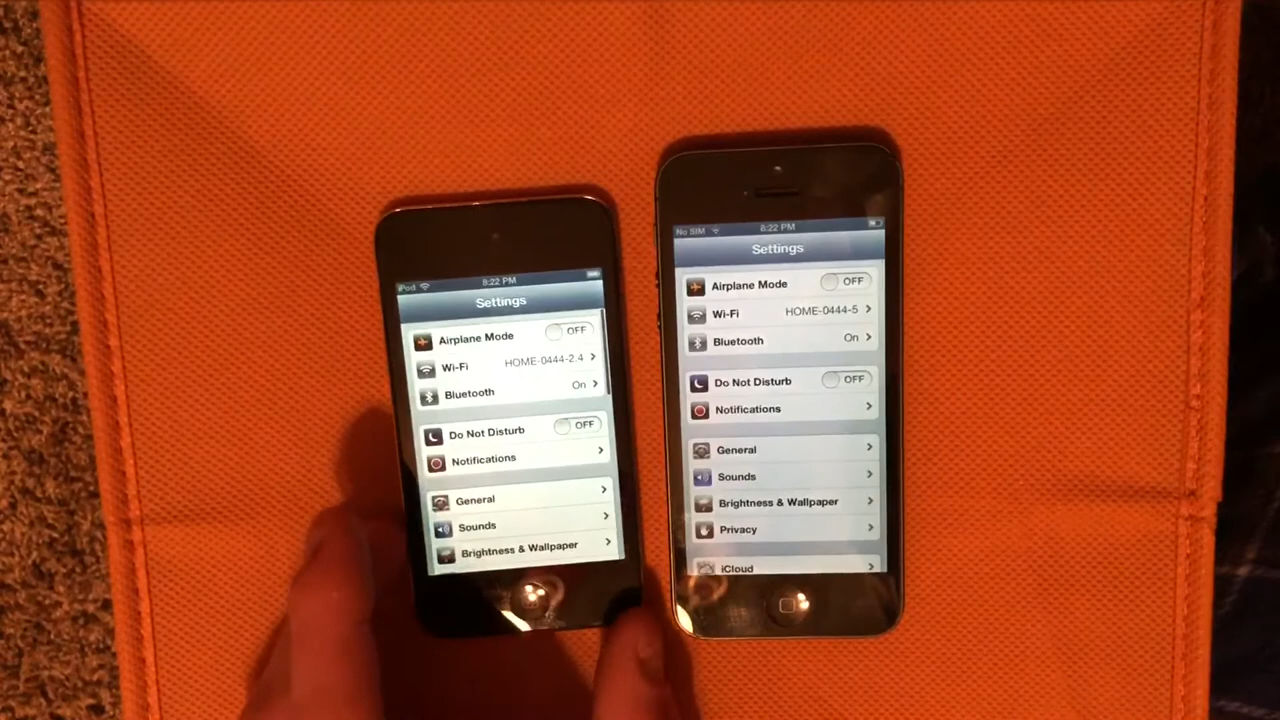 iPod 8:22 PM
Settings
Airplane Mode OFF
Wi-Fi HOME-0444-2.4
Bluetooth On
Do Not Disturb OFF
Notifications
General
Sounds
Brightness & Wallpaper
No SIM 8:22 PM
Settings
Airplane Mode OFF
Wi-Fi HOME-0444-5
Bluetooth On
Do Not Disturb OFF
Notifications
General
Sounds
Brightness & Wallpaper
Privacy
iCloud